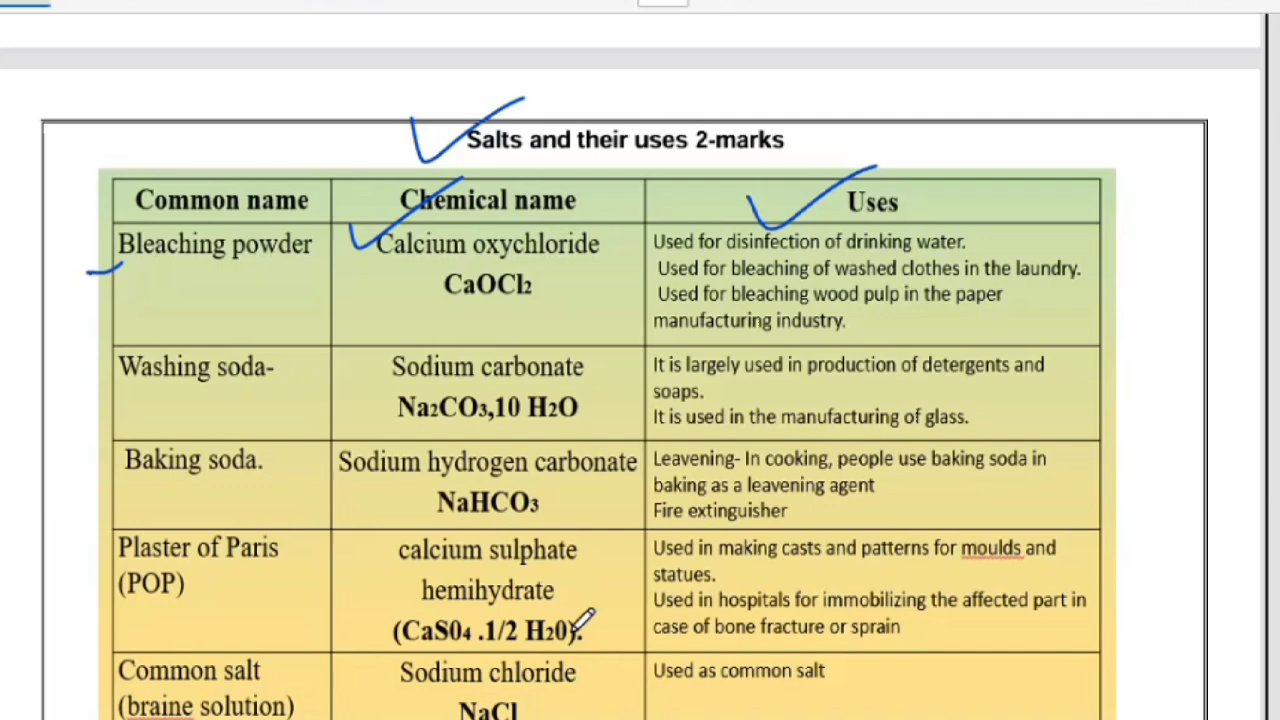 Salts and their uses 2-marks
Common name
Chemical name
Uses
Bleaching powder
Calcium oxychloride
CaOCl2
Used for disinfection of drinking water.
Used for bleaching of washed clothes in the laundry.
Used for bleaching wood pulp in the paper
manufacturing industry.
Washing soda-
Sodium carbonate
Na2CO3,10 H2O
It is largely used in production of detergents and
soaps.
It is used in the manufacturing of glass.
Baking soda.
Sodium hydrogen carbonate
NaHCO3
Leavening- In cooking, people use baking soda in
baking as a leavening agent
Fire extinguisher
Plaster of Paris
(POP)
calcium sulphate
hemihydrate
(CaS04 .1/2 H20).
Used in making casts and patterns for moulds and
statues.
Used in hospitals for immobilizing the affected part in
case of bone fracture or sprain
Common salt
(braine solution)
Sodium chloride
NaCl
Used as common salt